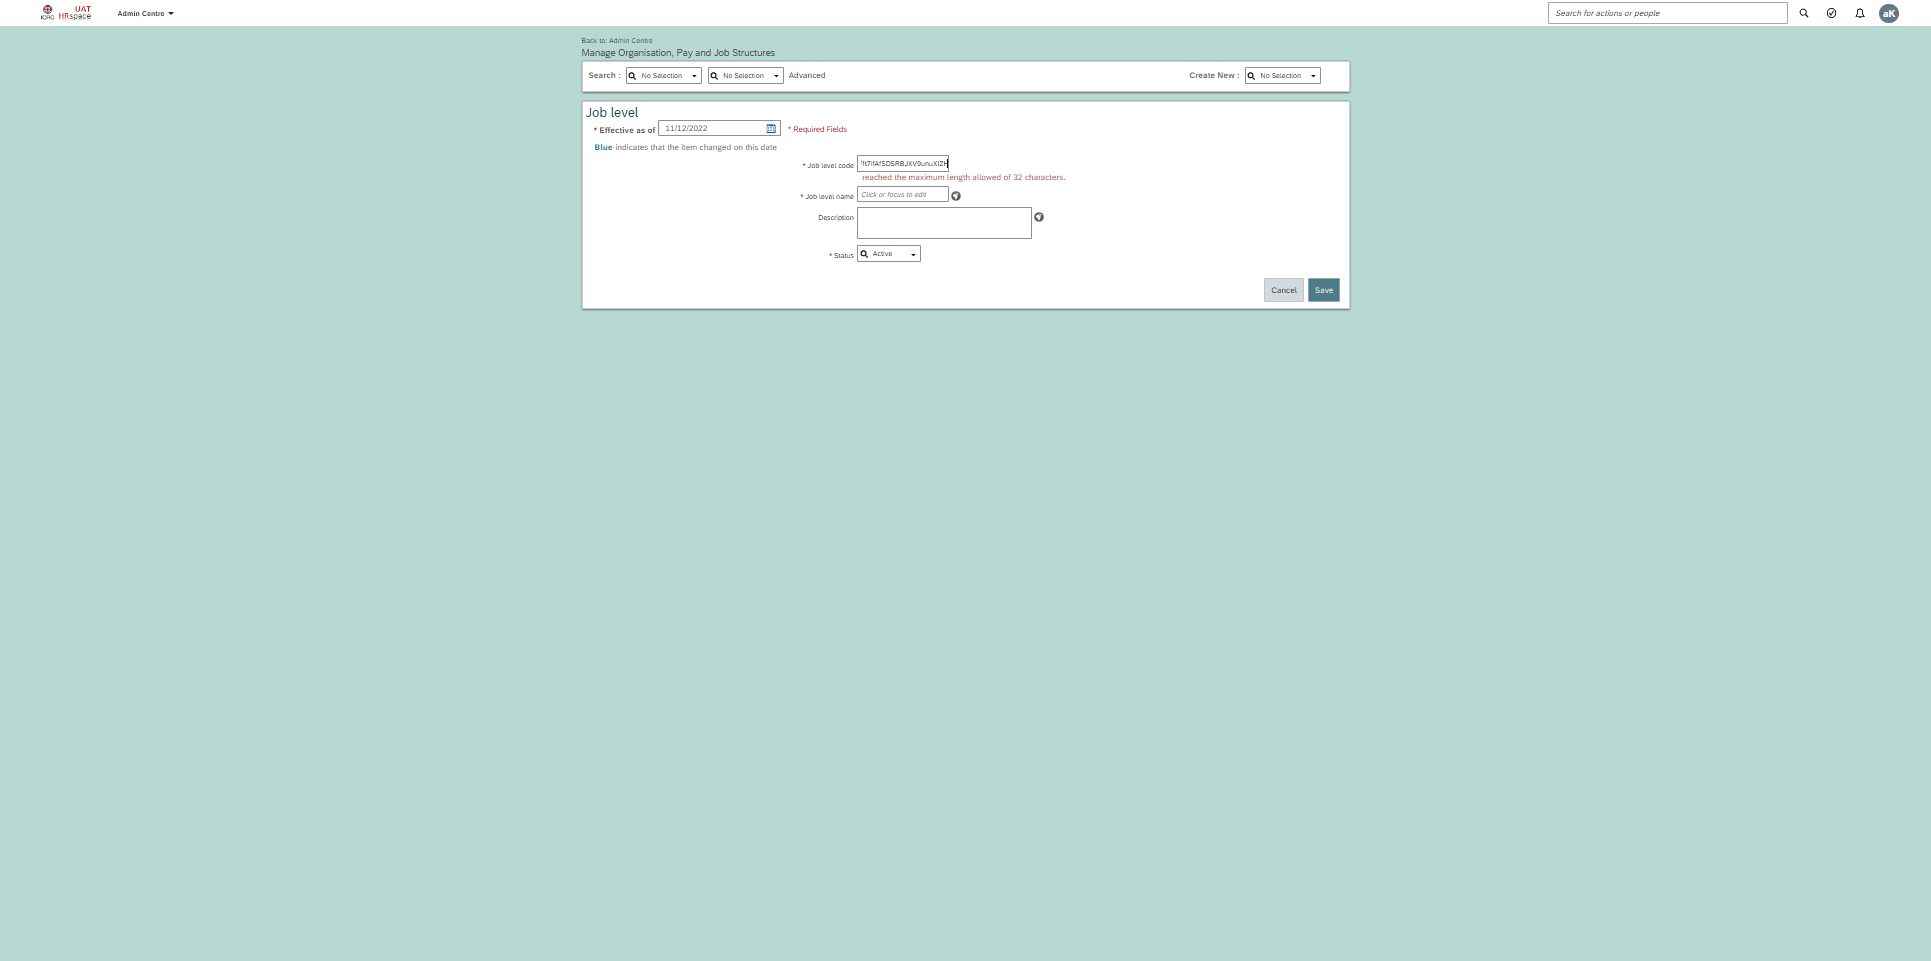 ICRC UAT HRspace
Admin Centre
Search for actions or people
aK
Back to: Admin Centre
Manage Organisation, Pay and Job Structures
Search : No Selection No Selection Advanced
Create New : No Selection
Job level
* Effective as of 11/12/2022 * Required Fields
Blue indicates that the item changed on this date
* Job level code
reached the maximum length allowed of 32 characters.
* Job level name Click or focus to edit
Description
* Status Active
Cancel Save